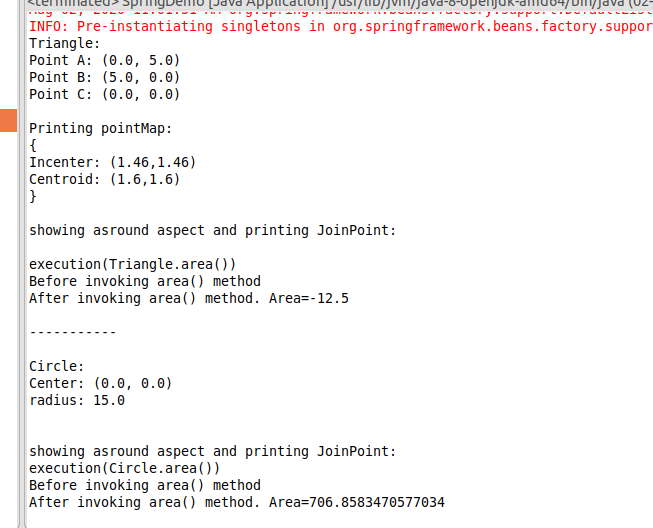 <terminated> SpringDemo [Java Application] /usr/lib/jvm/java-8-openjdk-amd64/bin/java (02-
INFO: Pre-instantiating singletons in org.springframework.beans.factory.suppor
Triangle:
Point A: (0.0, 5.0)
Point B: (5.0, 0.0)
Point C: (0.0, 0.0)
Printing pointMap:
{
Incenter: (1.46,1.46)
Centroid: (1.6,1.6)
}
showing asround aspect and printing JoinPoint:
execution(Triangle.area())
Before invoking area() method
After invoking area() method. Area=-12.5
-----------
Circle:
Center: (0.0, 0.0)
radius: 15.0
showing asround aspect and printing JoinPoint:
execution(Circle.area())
Before invoking area() method
After invoking area() method. Area=706.8583470577034